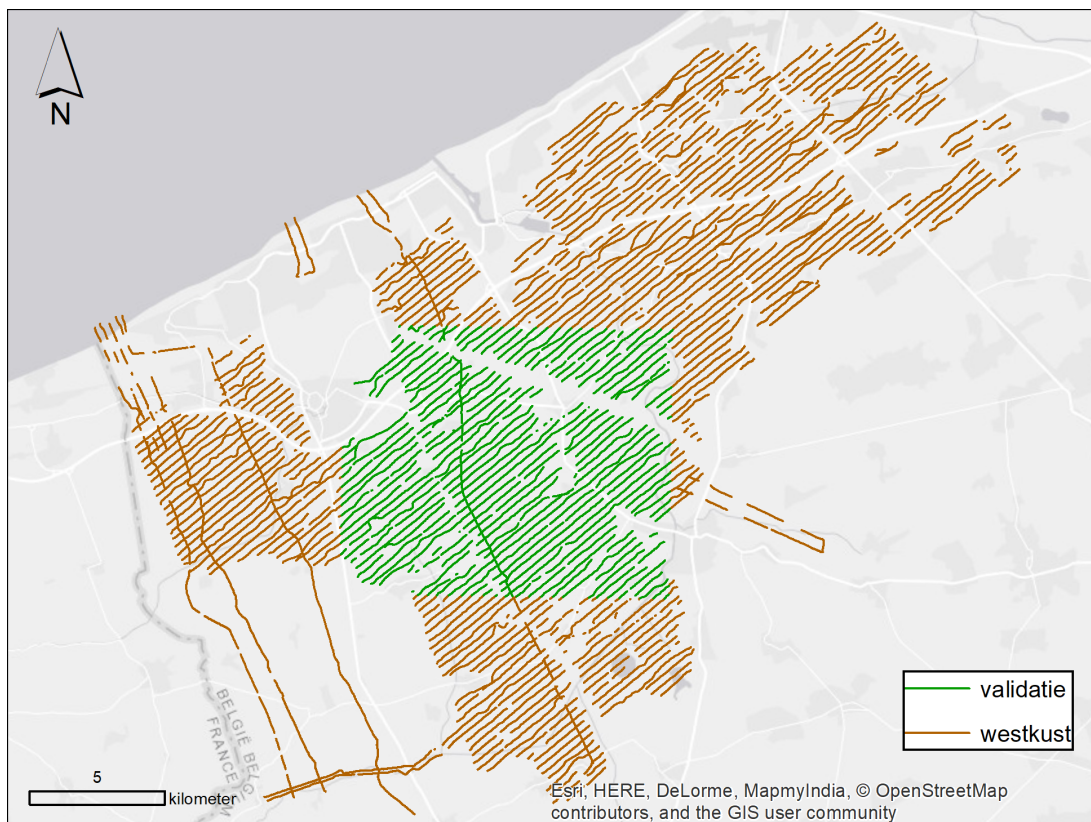 N
validatie
westkust
BELGIË BELG
FRANCE
5
kilometer
Esri, HERE, DeLorme, MapmyIndia, © OpenStreetMap
contributors, and the GIS user community